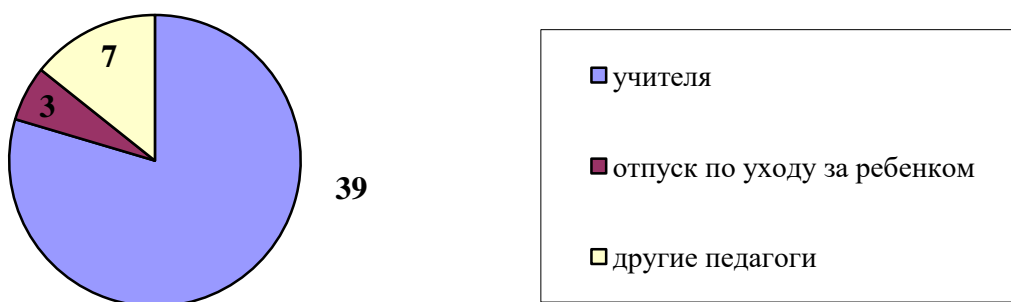 7
3
39
учителя
отпуск по уходу за ребенком
другие педагоги